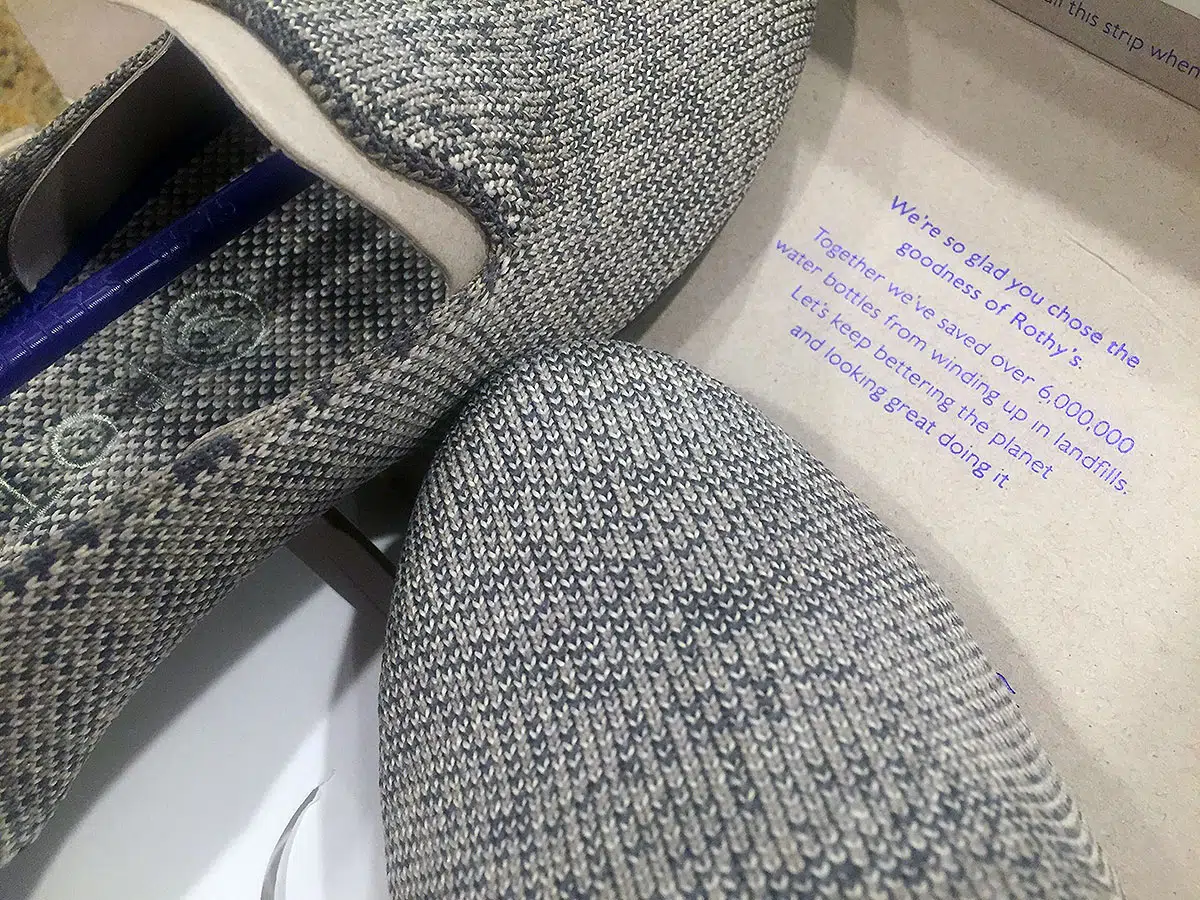 this strip when
We're so glad you chose the
goodness of Rothy's.
Together we've saved over 6,000,000
water bottles from winding up in landfills.
Let's keep bettering the planet
and looking great doing it